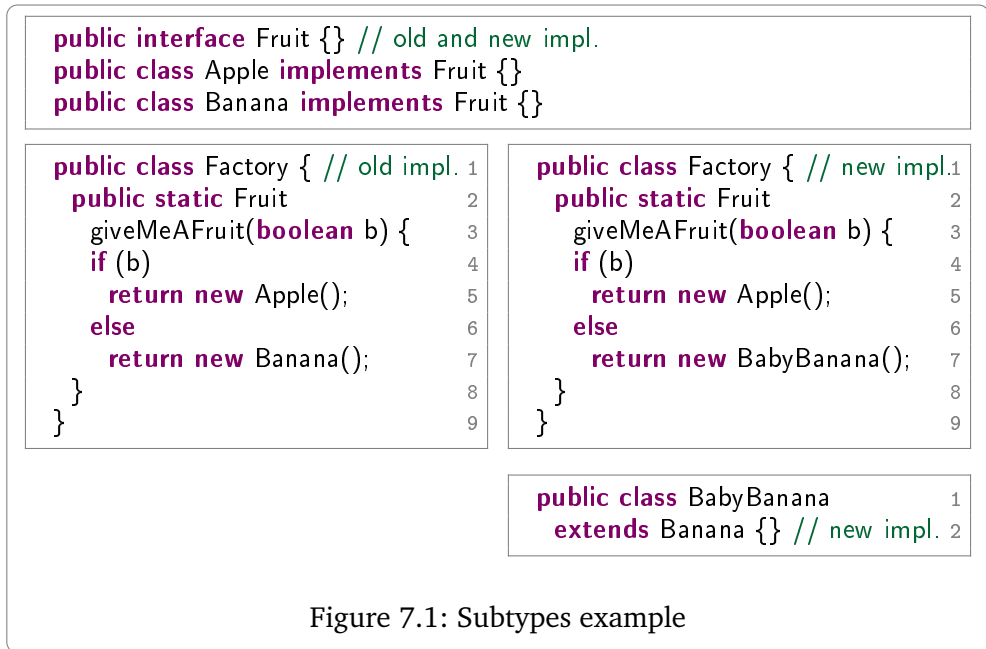 public interface Fruit {} // old and new impl.
public class Apple implements Fruit {}
public class Banana implements Fruit {}
public class Factory { // old impl. 1
public static Fruit 2
giveMeAFruit(boolean b) { 3
if (b) 4
return new Apple(); 5
else 6
return new Banana(); 7
} 8
} 9
public class Factory { // new impl.1
public static Fruit 2
giveMeAFruit(boolean b) { 3
if (b) 4
return new Apple(); 5
else 6
return new BabyBanana(); 7
} 8
} 9
public class BabyBanana 1
extends Banana {} // new impl. 2
Figure 7.1: Subtypes example